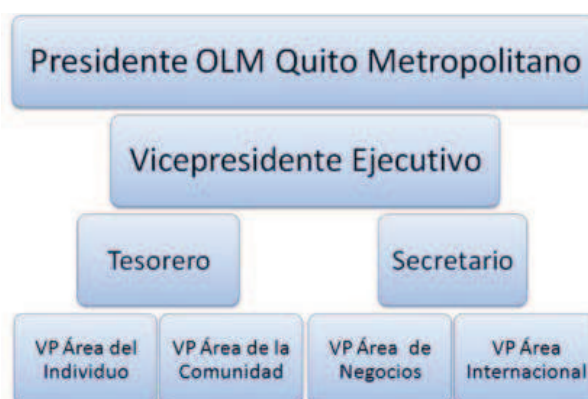 Presidente OLM Quito Metropolitano
Vicepresidente Ejecutivo
Tesorero
Secretario
VP Área del
Individuo
VP Área de la
Comunidad
VP Área de
Negocios
VP Área
Internacional